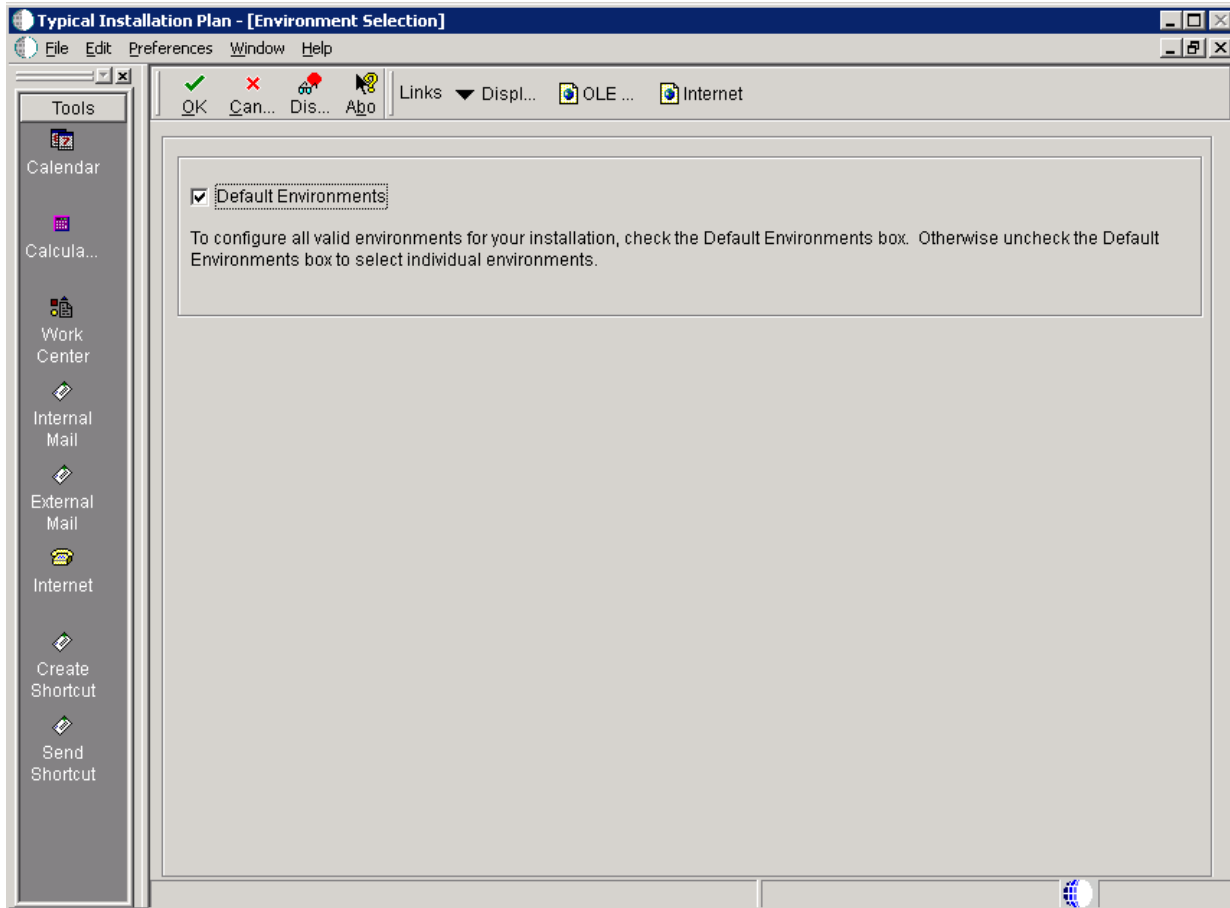 Typical Installation Plan - [Environment Selection]
File Edit Preferences Window Help
Tools
Calendar
Calcula...
Work
Center
Internal
Mail
External
Mail
Internet
Create
Shortcut
Send
Shortcut
OK Can... Dis... Abo Links Displ... OLE ... Internet
Default Environments
To configure all valid environments for your installation, check the Default Environments box. Otherwise uncheck the Default
Environments box to select individual environments.